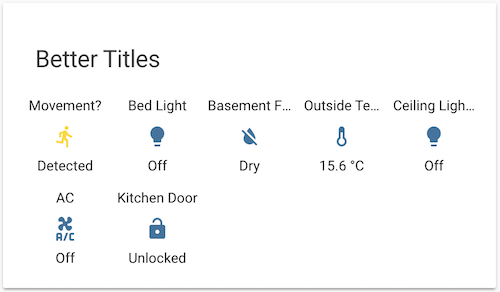 Better Titles
Movement? Bed Light Basement F... Outside Te... Ceiling Ligh...
Detected Off Dry 15.6 °C Off
AC Kitchen Door
A/C
Off Unlocked